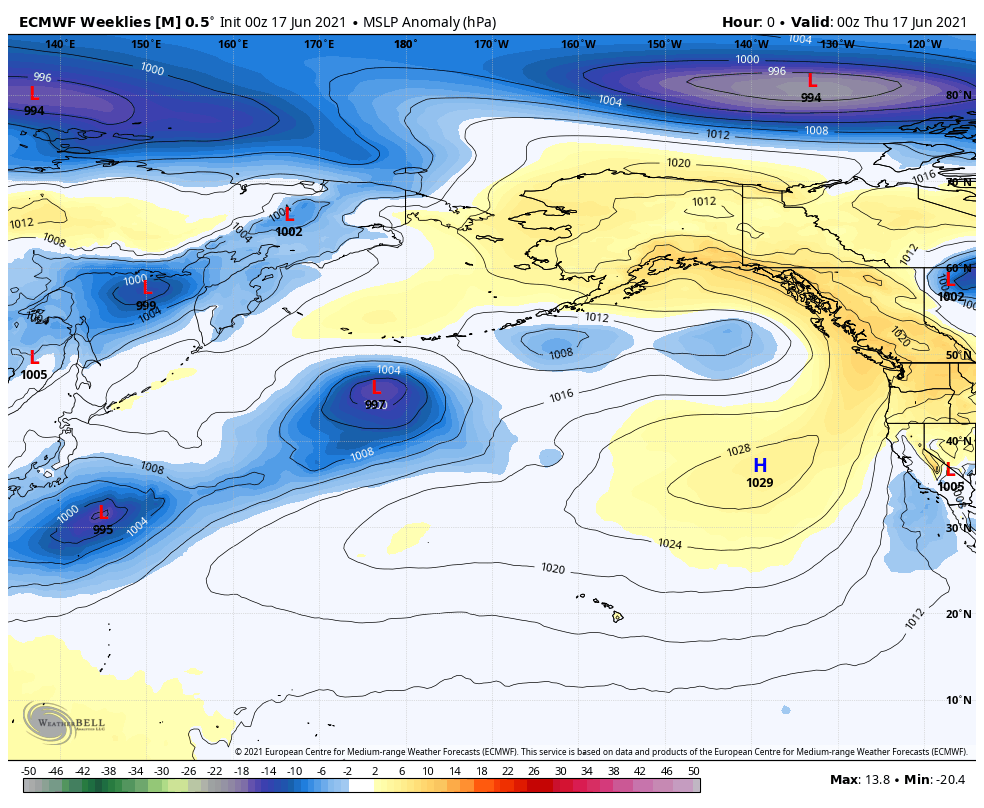 ECMWF Weeklies [M] 0.5° Init 00z 17 Jun 2021 • MSLP Anomaly (hPa)
Hour: 0 • Valid: 00z Thu 17 Jun 2021
140°E 150°E 160°E 170°E 180° 170°W 160°W 150°W 140°W 130°W 120°W
1004
1000
1000
996
996
L
994
L
994
80°N
1004
1008
1012
1020
1016
70°N
1012
1012
1004
L
1002
1008
1004
1012
60°N
1000
L
999
L
1002
1004
1004
1012
1020
1008
L
1005
50°N
1004
L
997
1016
40°N
1008
1028
H
1029
L
1005
1008
1000
L
995
1004
30°N
1024
1020
20°N
1012
10°N
WEATHERBELL
ANALYTICS LLC
© 2021 European Centre for Medium-range Weather Forecasts (ECMWF). This service is based on data and products of the European Centre for Medium-range Weather Forecasts (ECMWF).
-50 -46 -42 -38 -34 -30 -26 -22 -18 -14 -10 -6 -2 2 6 10 14 18 22 26 30 34 38 42 46 50
Max: 13.8 • Min: -20.4